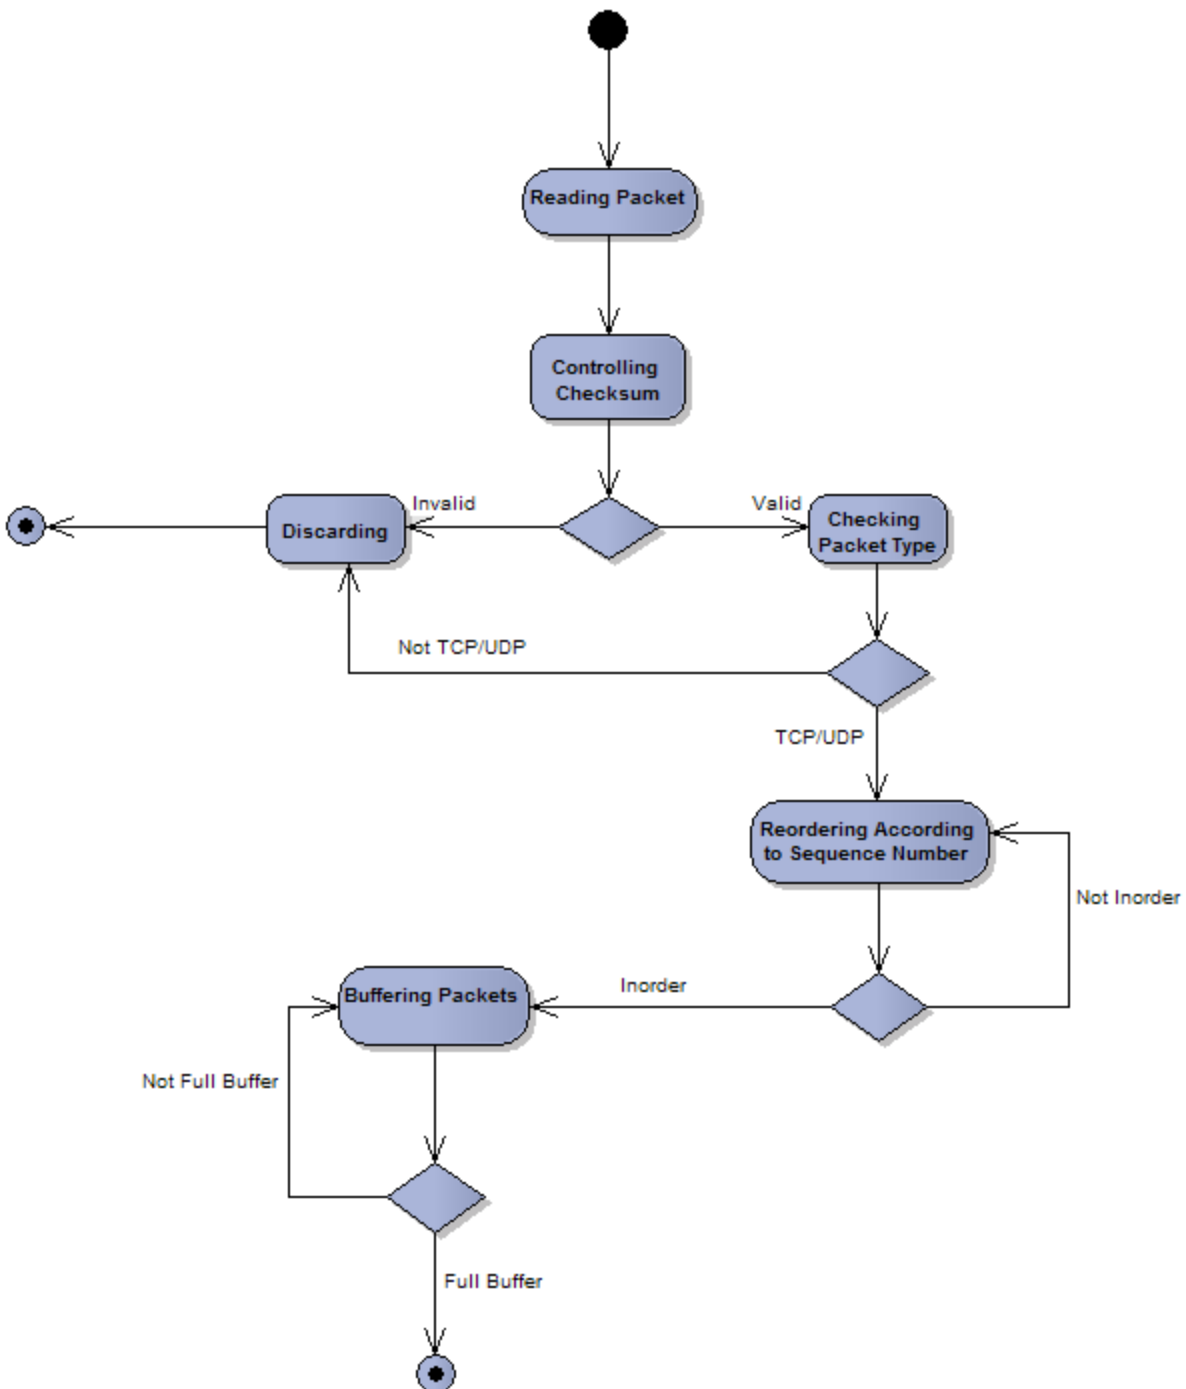 Reading Packet
Controlling
Checksum
Invalid
Valid
Discarding
Checking
Packet Type
Not TCP/UDP
TCP/UDP
Reordering According
to Sequence Number
Not Inorder
Inorder
Buffering Packets
Not Full Buffer
Full Buffer